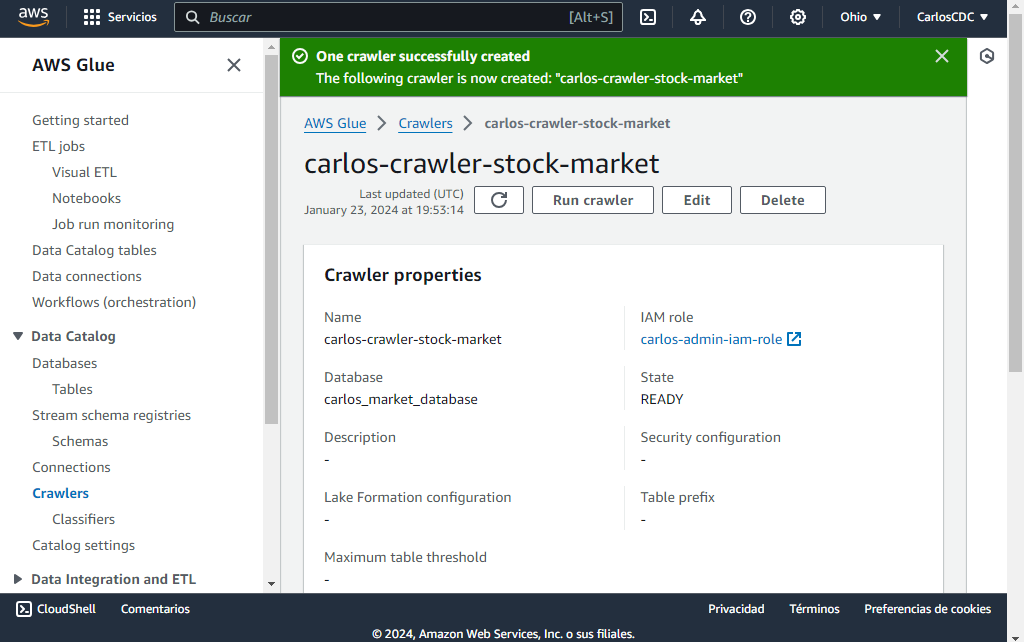 aws
Servicios
Buscar
[Alt+S]
Ohio
CarlosCDC
AWS Glue
Getting started
ETL jobs
Visual ETL
Notebooks
Job run monitoring
Data Catalog tables
Data connections
Workflows (orchestration)
Data Catalog
Databases
Tables
Stream schema registries
Schemas
Connections
Crawlers
Classifiers
Catalog settings
Data Integration and ETL
One crawler successfully created
The following crawler is now created: "carlos-crawler-stock-market"
AWS Glue
Crawlers
carlos-crawler-stock-market
carlos-crawler-stock-market
Last updated (UTC)
January 23, 2024 at 19:53:14
Run crawler
Edit
Delete
Crawler properties
Name
carlos-crawler-stock-market
IAM role
carlos-admin-iam-role
Database
carlos_market_database
State
READY
Description
-
Security configuration
-
Lake Formation configuration
-
Table prefix
-
Maximum table threshold
-
CloudShell
Comentarios
Privacidad
Términos
Preferencias de cookies
© 2024, Amazon Web Services, Inc. o sus filiales.